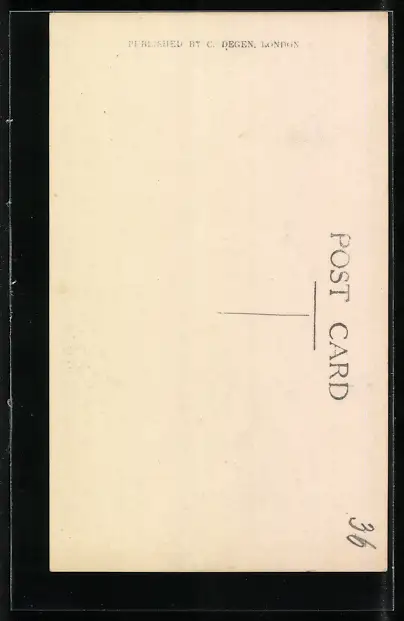 PUBLISHED BY C. DEGEN, LONDON
POST CARD
36